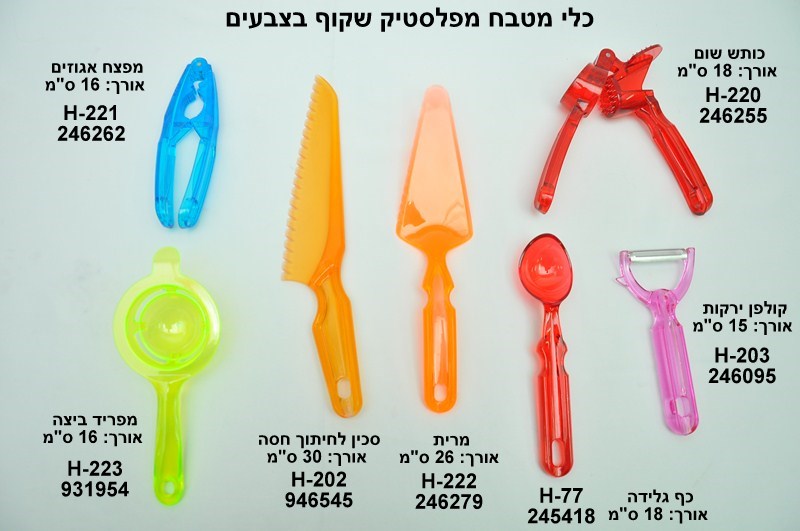 כלי מטבח מפלסטיק שקוף בצבעים
כותש שום
אורך: 18 ס"מ
H-220
246255
מפצח אגוזים
אורך: 16 ס"מ
H-221
246262
קולפן ירקות
אורך: 15 ס"מ
H-203
246095
כף גלידה
אורך: 18 ס"מ
H-77
245418
מרית
אורך: 26 ס"מ
H-222
246279
סכין לחיתוך חסה
אורך: 30 ס"מ
H-202
946545
מפריד ביצה
אורך: 16 ס"מ
H-223
931954